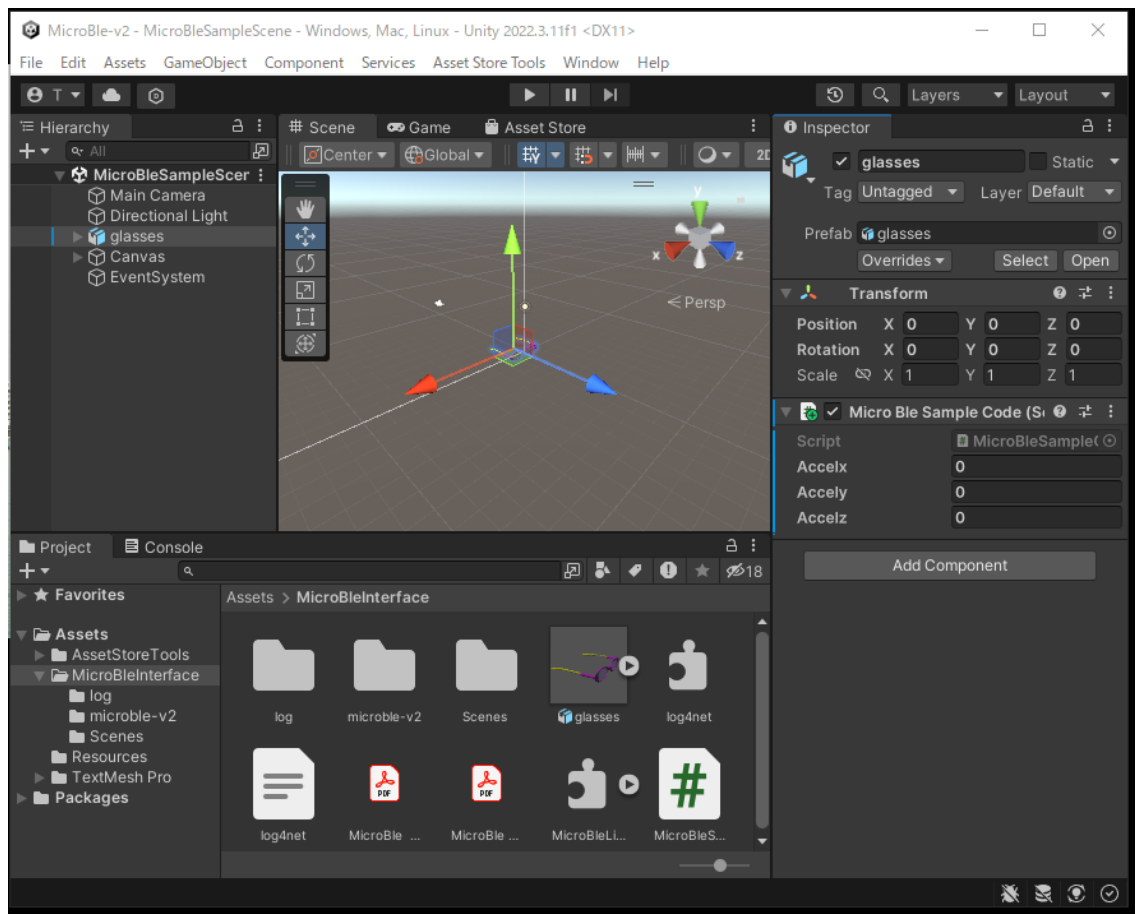 MicroBle-v2 - MicroBleSampleScene - Windows, Mac, Linux - Unity 2022.3.11f1 <DX11>
File Edit Assets GameObject Component Services Asset Store Tools Window Help
T
Layers
Layout
Hierarchy
All
MicroBleSampleScer
Main Camera
Directional Light
glasses
Canvas
EventSystem
Scene
Game
Asset Store
Center
Global
2D
y
x
z
Persp
Inspector
glasses
Static
Tag Untagged
Layer Default
Prefab glasses
Overrides
Select
Open
Transform
Position X 0 Y 0 Z 0
Rotation X 0 Y 0 Z 0
Scale X 1 Y 1 Z 1
Micro Ble Sample Code (S
Script MicroBleSample
Accelx 0
Accely 0
Accelz 0
Add Component
Project
Console
18
Favorites
Assets
AssetStoreTools
MicroBleInterface
log
microble-v2
Scenes
Resources
TextMesh Pro
Packages
Assets > MicroBleInterface
log
microble-v2
Scenes
glasses
log4net
PDF
PDF
log4net
MicroBle ...
MicroBle ...
MicroBleLi...
MicroBleS...